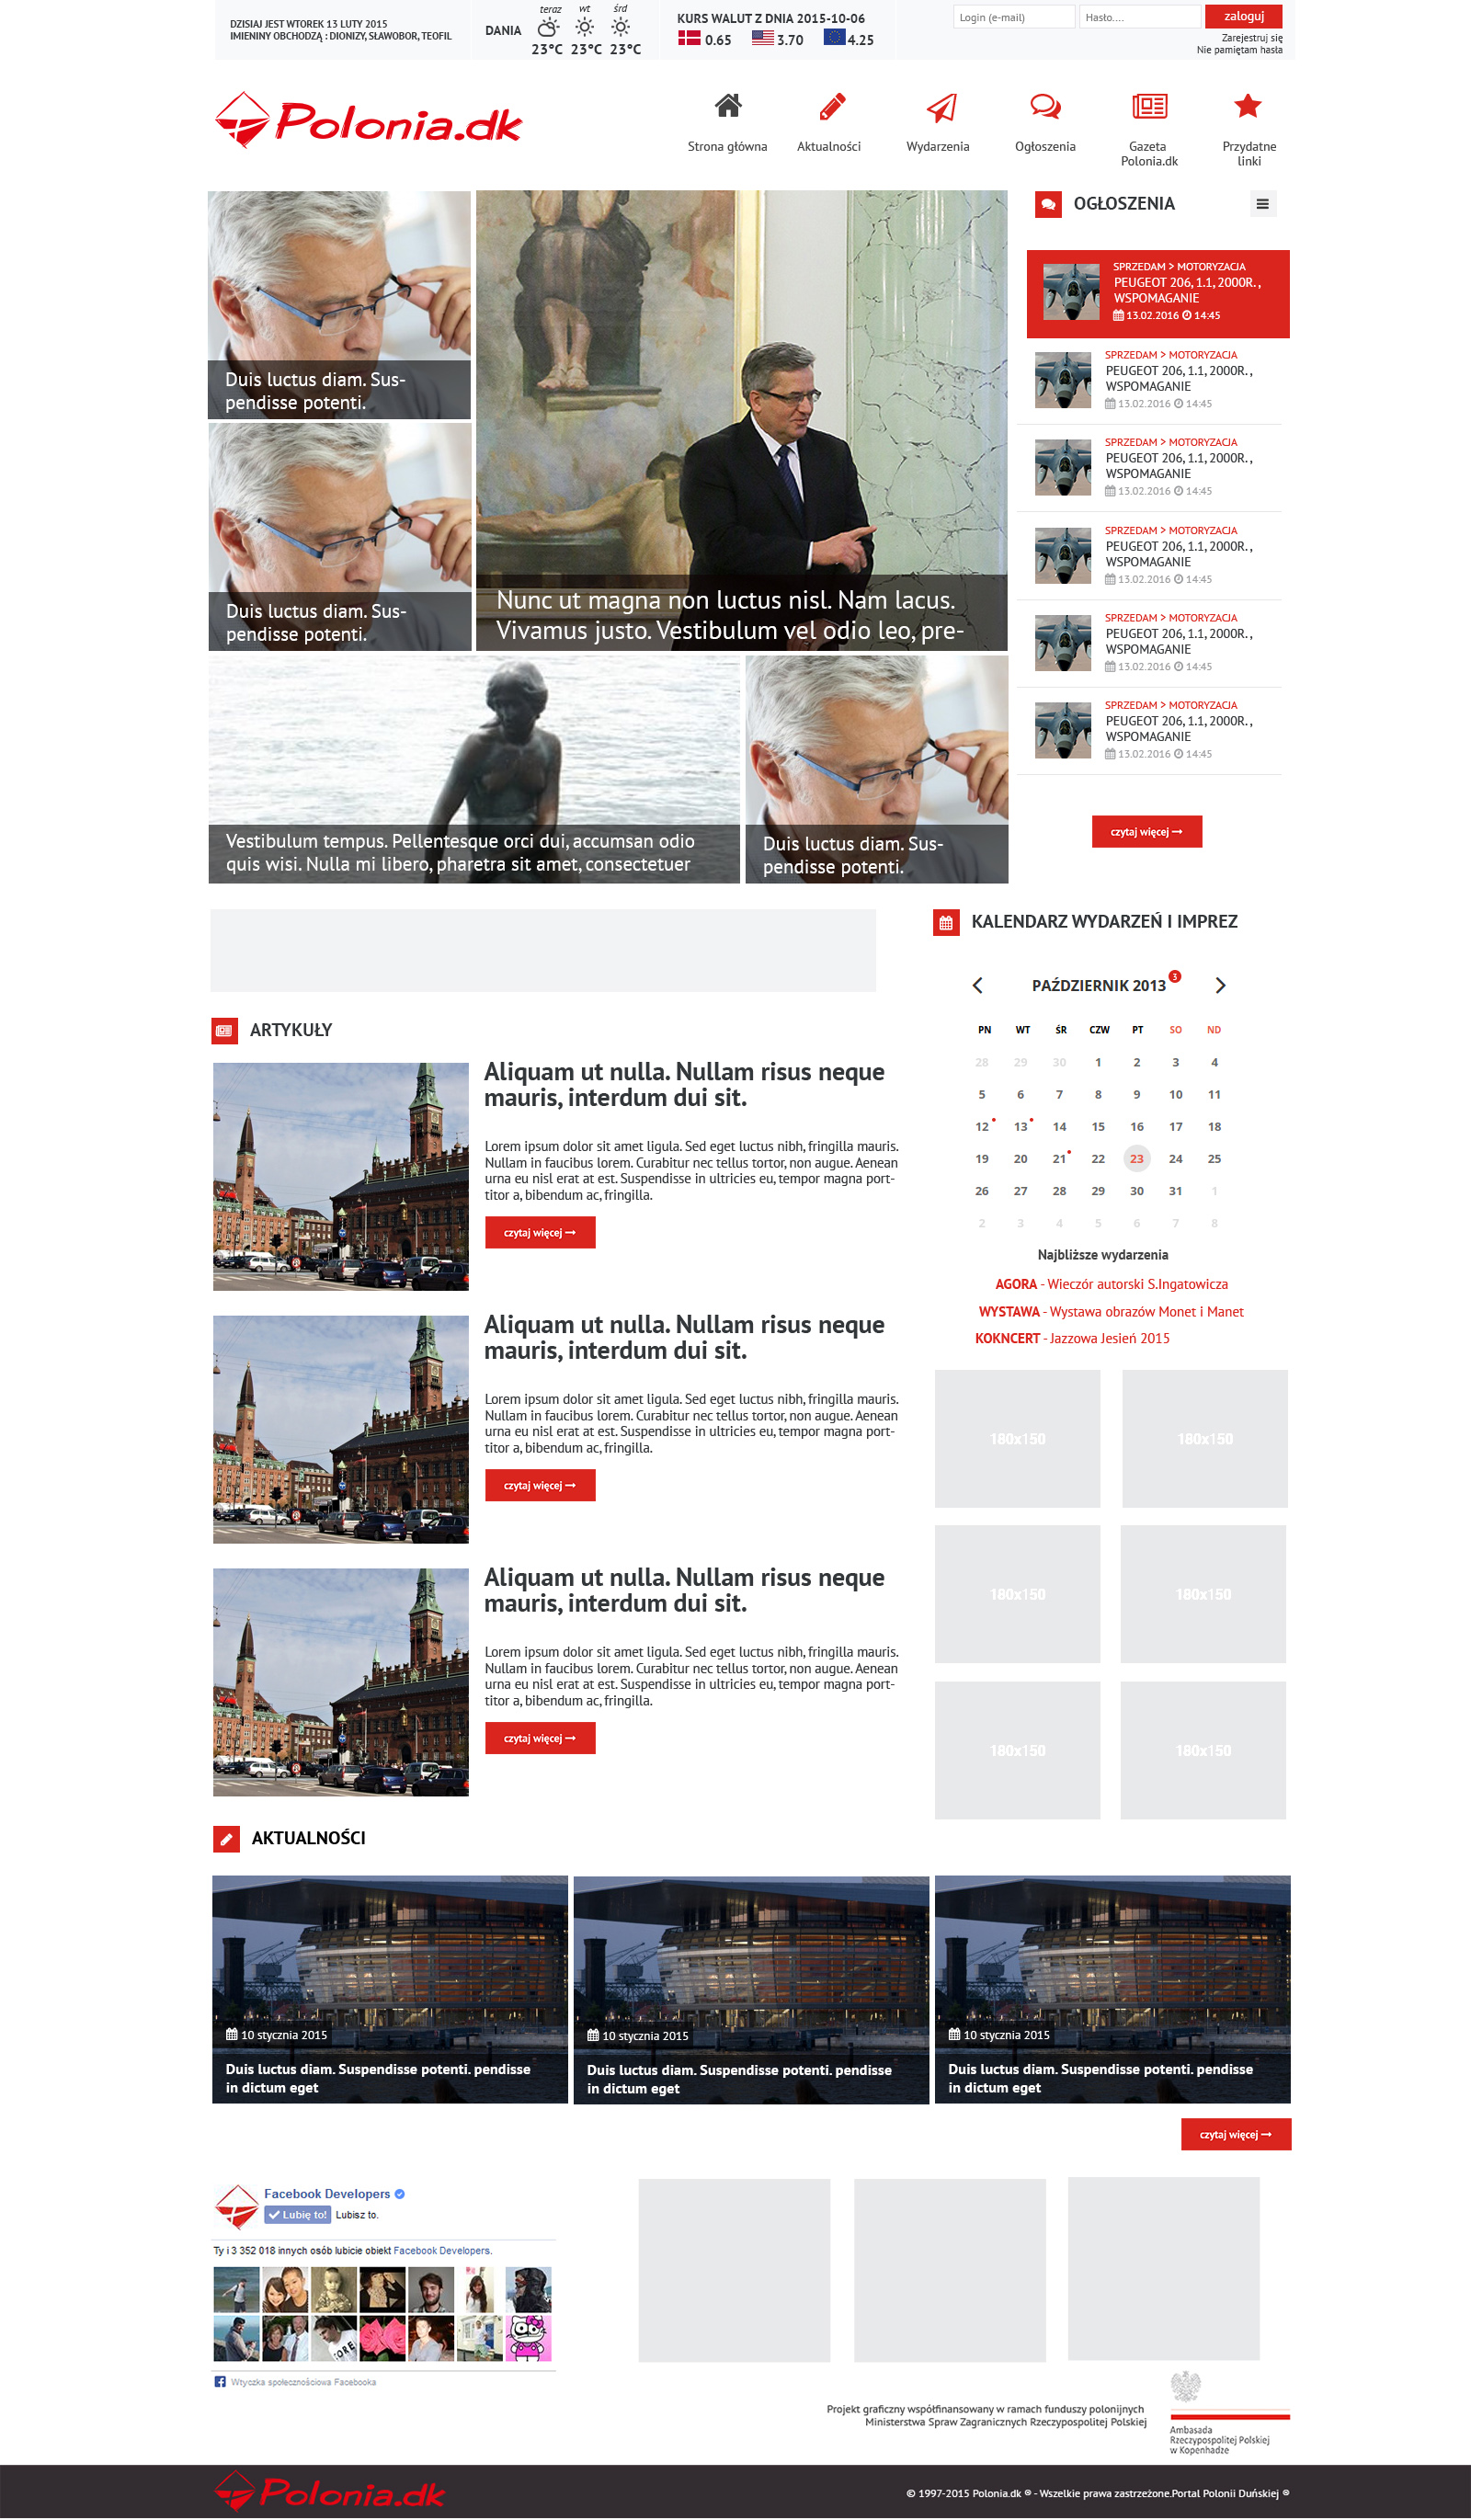 DZISIAJ JEST WTOREK 13 LUTY 2015
IMIENINY OBCHODZĄ : DIONIZY, SŁAWOBOR, TEOFIL
DANIA
teraz wt śrd
23°C 23°C 23°C
KURS WALUT Z DNIA 2015-10-06
0.65 3.70 4.25
Login (e-mail) Hasło.... zaloguj
Zarejestruj się
Nie pamiętam hasła
Polonia.dk
Strona główna Aktualności Wydarzenia Ogłoszenia Gazeta Przydatne
Polonia.dk linki
Duis luctus diam. Sus-
pendisse potenti.
Duis luctus diam. Sus-
pendisse potenti.
Nunc ut magna non luctus nisl. Nam lacus.
Vivamus justo. Vestibulum vel odio leo, pre-
Vestibulum tempus. Pellentesque orci dui, accumsan odio
quis wisi. Nulla mi libero, pharetra sit amet, consectetuer
Duis luctus diam. Sus-
pendisse potenti.
OGŁOSZENIA
SPRZEDAM > MOTORYZACJA
PEUGEOT 206, 1.1, 2000R. ,
WSPOMAGANIE
13.02.2016 14:45
SPRZEDAM > MOTORYZACJA
PEUGEOT 206, 1.1, 2000R. ,
WSPOMAGANIE
13.02.2016 14:45
SPRZEDAM > MOTORYZACJA
PEUGEOT 206, 1.1, 2000R. ,
WSPOMAGANIE
13.02.2016 14:45
SPRZEDAM > MOTORYZACJA
PEUGEOT 206, 1.1, 2000R. ,
WSPOMAGANIE
13.02.2016 14:45
SPRZEDAM > MOTORYZACJA
PEUGEOT 206, 1.1, 2000R. ,
WSPOMAGANIE
13.02.2016 14:45
SPRZEDAM > MOTORYZACJA
PEUGEOT 206, 1.1, 2000R. ,
WSPOMAGANIE
13.02.2016 14:45
czytaj więcej
ARTYKUŁY
Aliquam ut nulla. Nullam risus neque
mauris, interdum dui sit.
Lorem ipsum dolor sit amet ligula. Sed eget luctus nibh, fringilla mauris.
Nullam in faucibus lorem. Curabitur nec tellus tortor, non augue. Aenean
urna eu nisl erat at est. Suspendisse in ultricies eu, tempor magna port-
titor a, bibendum ac, fringilla.
czytaj więcej
Aliquam ut nulla. Nullam risus neque
mauris, interdum dui sit.
Lorem ipsum dolor sit amet ligula. Sed eget luctus nibh, fringilla mauris.
Nullam in faucibus lorem. Curabitur nec tellus tortor, non augue. Aenean
urna eu nisl erat at est. Suspendisse in ultricies eu, tempor magna port-
titor a, bibendum ac, fringilla.
czytaj więcej
Aliquam ut nulla. Nullam risus neque
mauris, interdum dui sit.
Lorem ipsum dolor sit amet ligula. Sed eget luctus nibh, fringilla mauris.
Nullam in faucibus lorem. Curabitur nec tellus tortor, non augue. Aenean
urna eu nisl erat at est. Suspendisse in ultricies eu, tempor magna port-
titor a, bibendum ac, fringilla.
czytaj więcej
KALENDARZ WYDARZEŃ I IMPREZ
PAŹDZIERNIK 2013 3
PN WT ŚR CZW PT SO ND
28 29 30 1 2 3 4
5 6 7 8 9 10 11
12 13 14 15 16 17 18
19 20 21 22 23 24 25
26 27 28 29 30 31 1
2 3 4 5 6 7 8
Najbliższe wydarzenia
AGORA - Wieczór autorski S.Ingatowicza
WYSTAWA - Wystawa obrazów Monet i Manet
KOKNCERT - Jazzowa Jesień 2015
180x150 180x150
180x150 180x150
180x150 180x150
AKTUALNOŚCI
10 stycznia 2015
Duis luctus diam. Suspendisse potenti. pendisse
in dictum eget
10 stycznia 2015
Duis luctus diam. Suspendisse potenti. pendisse
in dictum eget
10 stycznia 2015
Duis luctus diam. Suspendisse potenti. pendisse
in dictum eget
czytaj więcej
Facebook Developers
Lubię to! Lubisz to.
Ty i 3 352 018 innych osób lubicie obiekt Facebook Developers.
Wtyczka społecznościowa Facebooka
Projekt graficzny współfinansowany w ramach funduszy polonijnych
Ministerstwa Spraw Zagranicznych Rzeczypospolitej Polskiej
Ambasada
Rzeczypospolitej Polskiej
w Kopenhadze
Polonia.dk
© 1997-2015 Polonia.dk ® - Wszelkie prawa zastrzeżone.Portal Polonii Duńskiej ®